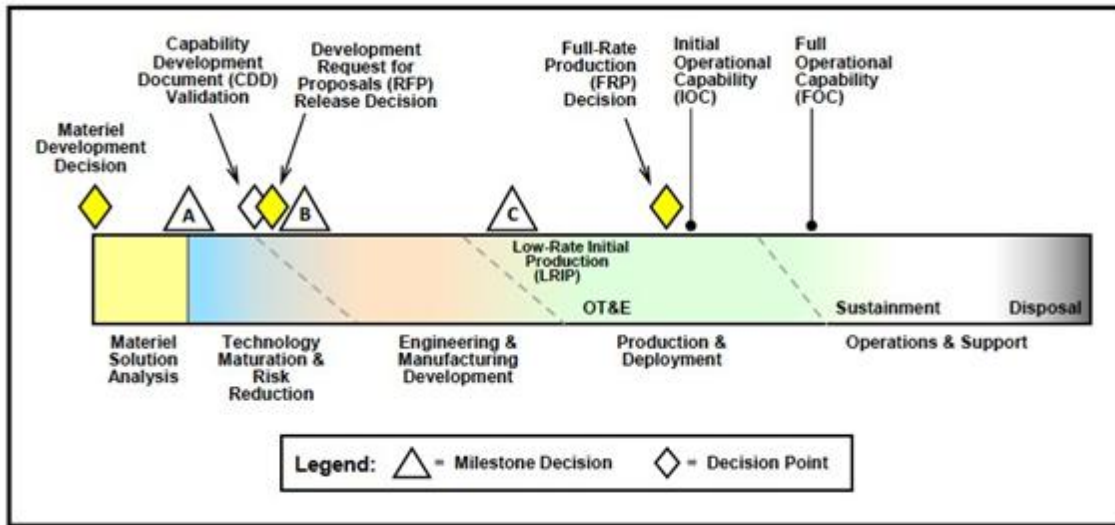 Capability
Development
Document (CDD)
Validation
Development
Request for
Proposals (RFP)
Release Decision
Full-Rate
Production
(FRP)
Decision
Initial
Operational
Capability
(IOC)
Full
Operational
Capability
(FOC)
Materiel
Development
Decision
A
B
C
Low-Rate Initial
Production
(LRIP)
OT&E
Sustainment
Disposal
Materiel
Solution
Analysis
Technology
Maturation &
Risk
Reduction
Engineering &
Manufacturing
Development
Production &
Deployment
Operations & Support
Legend: = Milestone Decision = Decision Point